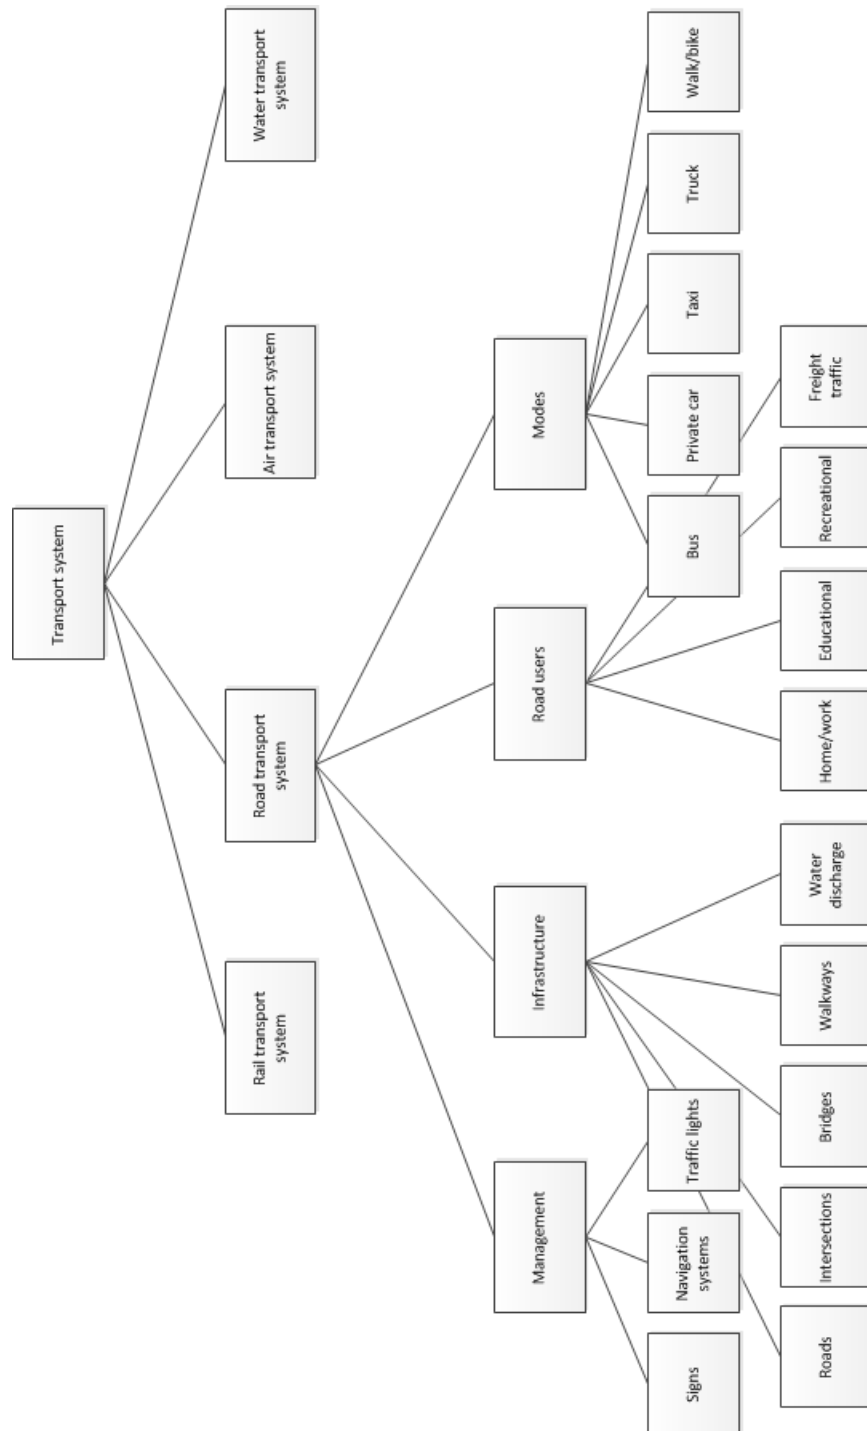 Transport system
Rail transport
system
Road transport
system
Air transport system
Water transport
system
Management
Infrastructure
Road users
Modes
Signs
Navigation
systems
Traffic lights
Bus
Private car
Taxi
Truck
Walk/bike
Roads
Intersections
Bridges
Walkways
Water
discharge
Home/work
Educational
Recreational
Freight
traffic